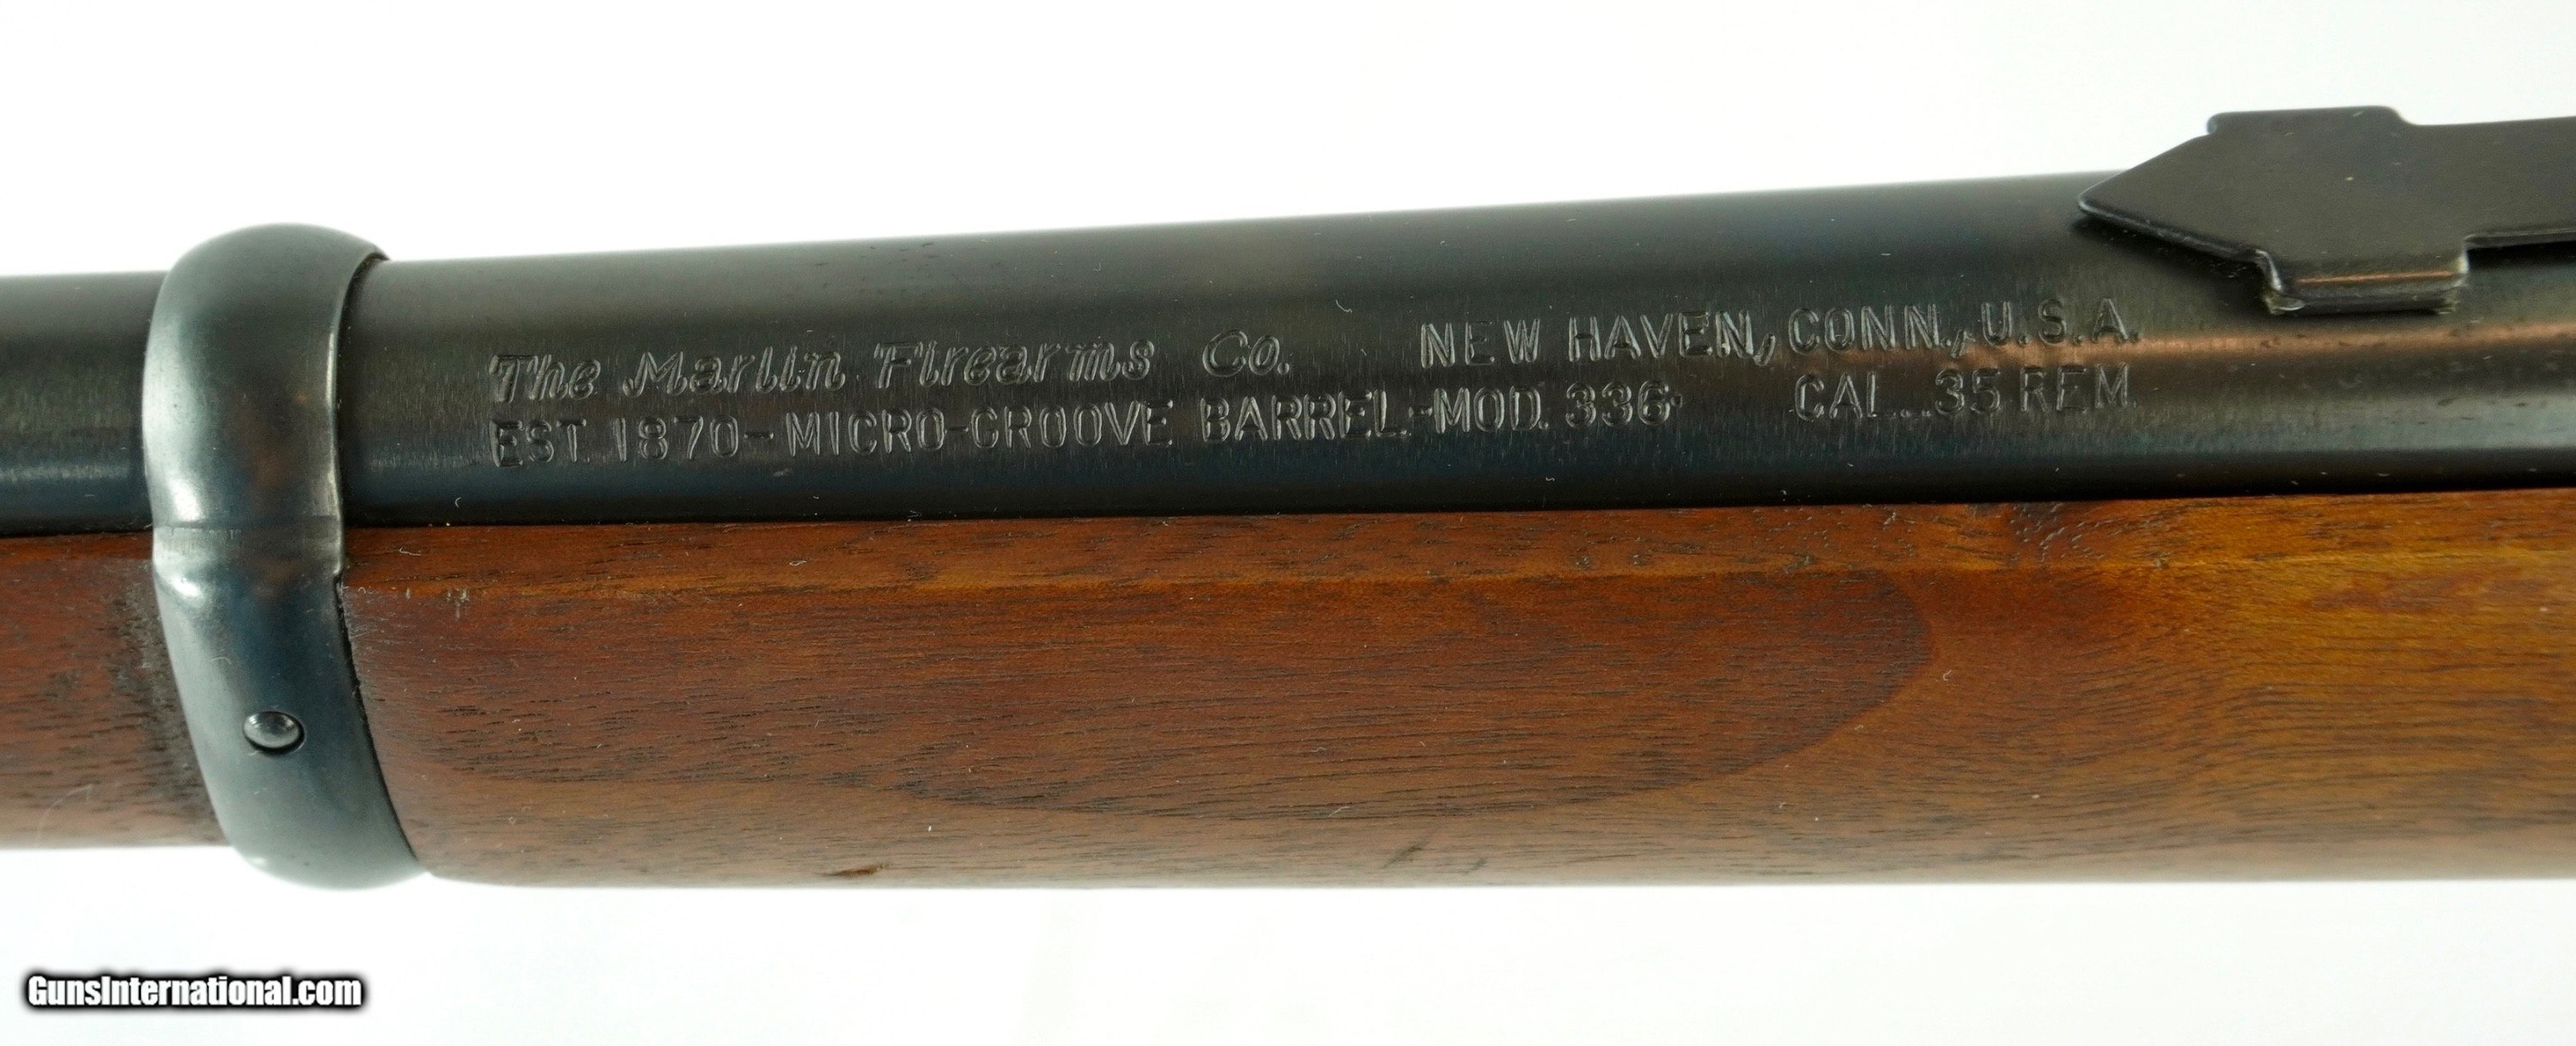 The Marlin Firearms Co. NEW HAVEN, CONN., U.S.A.
EST. 1870-MICRO-GROOVE BARREL-MOD. 336· CAL. .35 REM.
GunsInternational.com